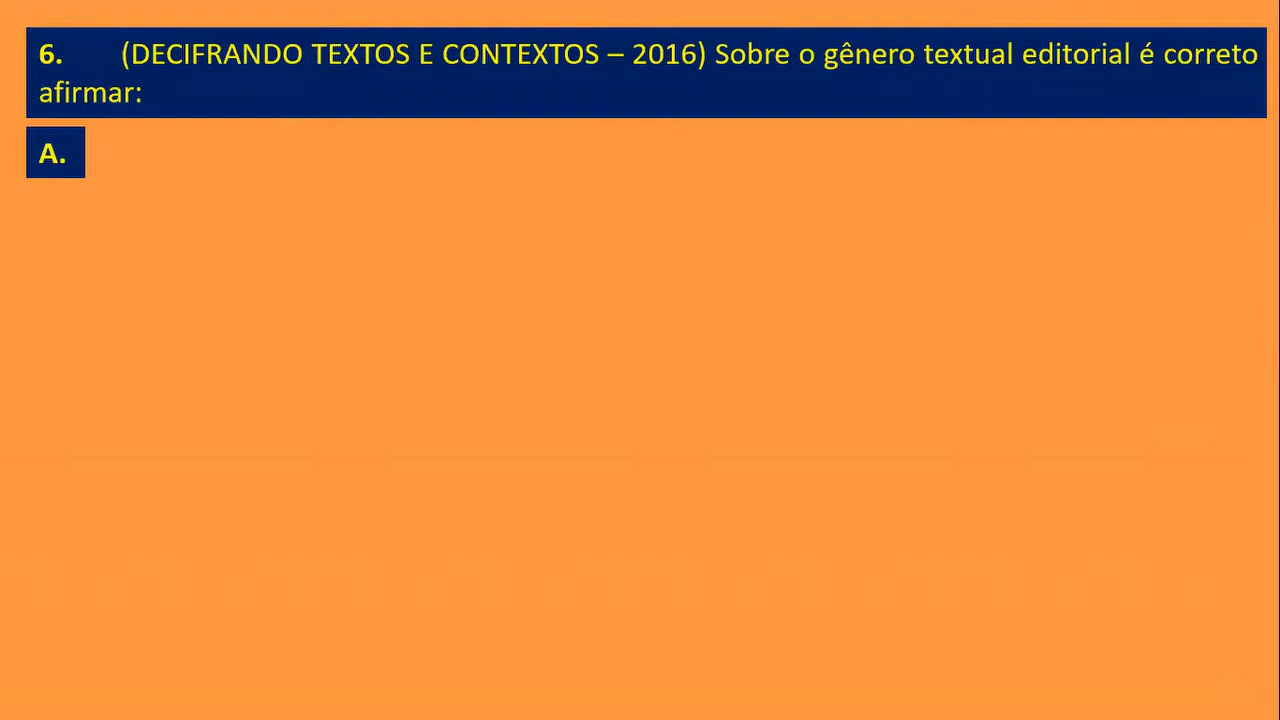 6. (DECIFRANDO TEXTOS E CONTEXTOS – 2016) Sobre o gênero textual editorial é correto
afirmar:
A.